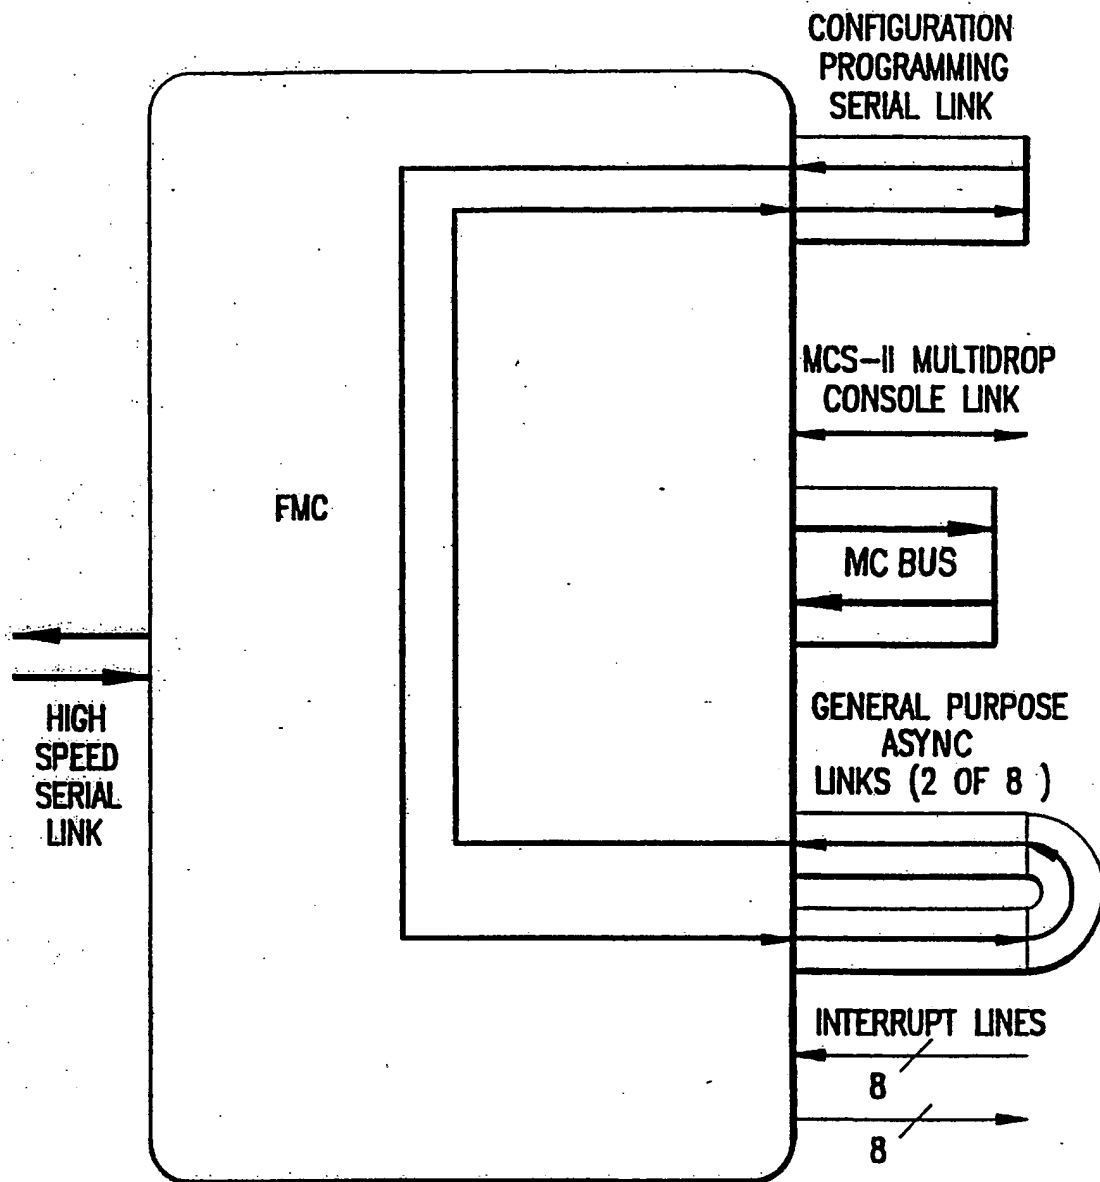 CONFIGURATION
PROGRAMMING
SERIAL LINK
MCS-II MULTIDROP
CONSOLE LINK
FMC
MC BUS
HIGH
SPEED
SERIAL
LINK
GENERAL PURPOSE
ASYNC
LINKS (2 OF 8 )
INTERRUPT LINES
8
8